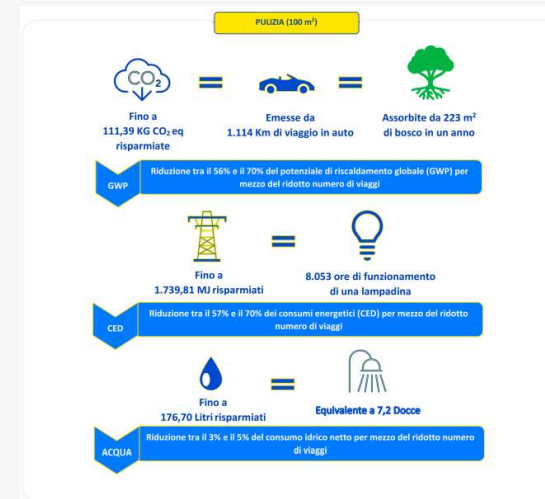 PULIZIA (100 m²)
CO₂
Fino a
111,39 KG CO₂ eq
risparmiate
Emesse da
1.114 Km di viaggio in auto
Assorbite da 223 m²
di bosco in un anno
GWP
Riduzione tra il 56% e il 70% del potenziale di riscaldamento globale (GWP) per
mezzo del ridotto numero di viaggi
Fino a
1.739,81 MJ risparmiati
8.053 ore di funzionamento
di una lampadina
CED
Riduzione tra il 57% e il 70% dei consumi energetici (CED) per mezzo del ridotto
numero di viaggi
Fino a
176,70 Litri risparmiati
Equivalente a 7,2 Docce
ACQUA
Riduzione tra il 3% e il 5% del consumo idrico netto per mezzo del ridotto numero
di viaggi